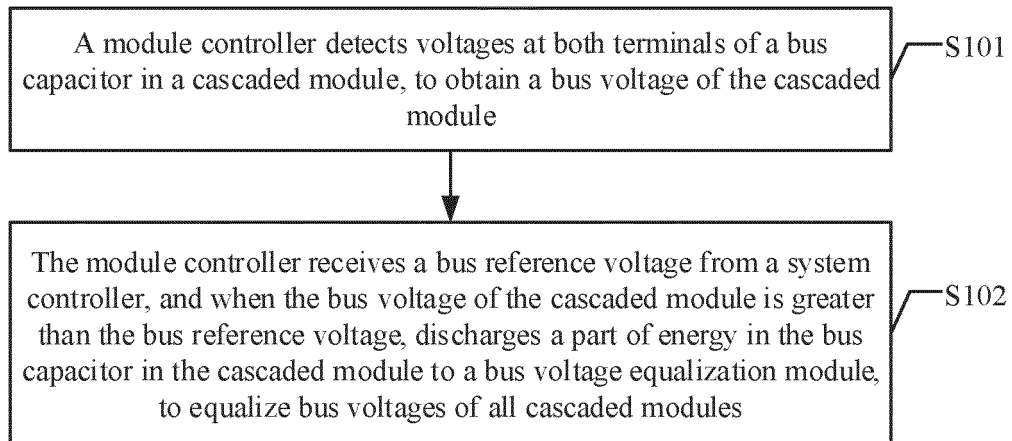 A module controller detects voltages at both terminals of a bus
capacitor in a cascaded module, to obtain a bus voltage of the cascaded
module
S101
The module controller receives a bus reference voltage from a system
controller, and when the bus voltage of the cascaded module is greater
than the bus reference voltage, discharges a part of energy in the bus
capacitor in the cascaded module to a bus voltage equalization module,
to equalize bus voltages of all cascaded modules
S102